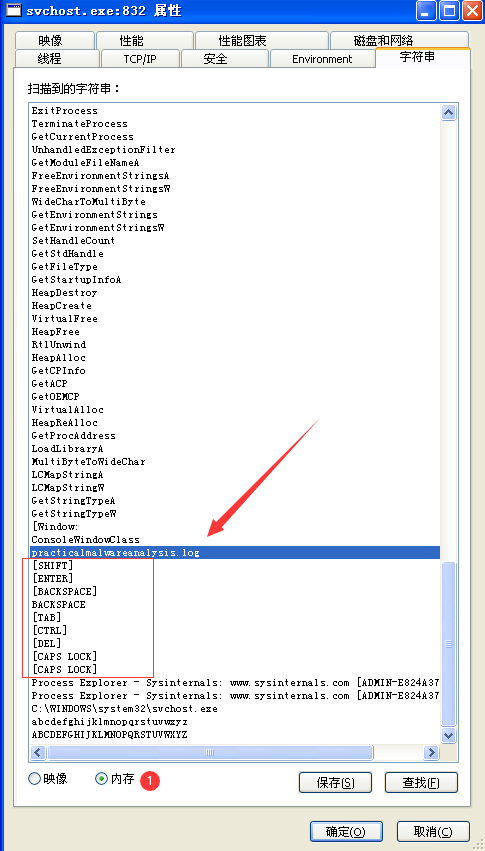 svchost.exe:832 属性
映像 性能 性能图表 磁盘和网络
线程 TCP/IP 安全 Environment 字符串
扫描到的字符串：
ExitProcess
TerminateProcess
GetCurrentProcess
UnhandledExceptionFilter
GetModuleFileNameA
FreeEnvironmentStringsA
FreeEnvironmentStringsW
WideCharToMultiByte
GetEnvironmentStrings
GetEnvironmentStringsW
SetHandleCount
GetStdHandle
GetFileType
GetStartupInfoA
HeapDestroy
HeapCreate
VirtualFree
HeapFree
RtlUnwind
HeapAlloc
GetCPInfo
GetACP
GetOEMCP
VirtualAlloc
HeapReAlloc
GetProcAddress
LoadLibraryA
MultiByteToWideChar
LCMapStringA
LCMapStringW
GetStringTypeA
GetStringTypeW
[Window:
ConsoleWindowClass
practicalmalwareanalysis.log
[SHIFT]
[ENTER]
[BACKSPACE]
BACKSPACE
[TAB]
[CTRL]
[DEL]
[CAPS LOCK]
[CAPS LOCK]
Process Explorer - Sysinternals: www.sysinternals.com [ADMIN-E824A37
Process Explorer - Sysinternals: www.sysinternals.com [ADMIN-E824A37
C:\WINDOWS\system32\svchost.exe
abcdefghijklmnopqrstuvwxyz
ABCDEFGHIJKLMNOPQRSTUVWXYZ
映像 内存 1 保存(S) 查找(F)
确定(O) 取消(C)